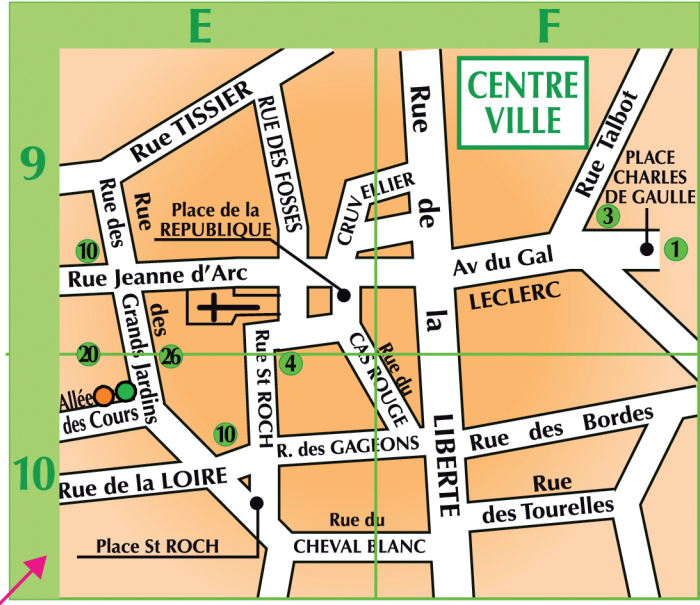 E
F
9
10
CENTRE
VILLE
Rue TISSIER
RUE DES FOSSES
CRUVELLIER
Rue de la LIBERTE
Rue Talbot
PLACE
CHARLES
DE GAULLE
3
1
Rue des Grands Jardins
Rue des
Place de la
REPUBLIQUE
10
Rue Jeanne d'Arc
Av du Gal
LECLERC
20
26
4
Rue du
CAS ROUGE
Rue St ROCH
Allée
des Cours
10
R. des GAGEONS
Rue des Bordes
Rue de la LOIRE
Rue
des Tourelles
Rue du
CHEVAL BLANC
Place St ROCH